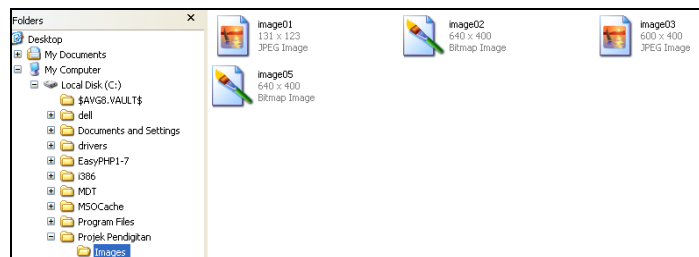 Folders
Desktop
My Documents
My Computer
Local Disk (C:)
$AVG8.VAULT$
dell
Documents and Settings
drivers
EasyPHP1-7
i386
MDT
MSOCache
Program Files
Projek Pendigitan
Images
image01
131 x 123
JPEG Image
image02
640 x 400
Bitmap Image
image03
600 x 400
JPEG Image
image05
640 x 400
Bitmap Image